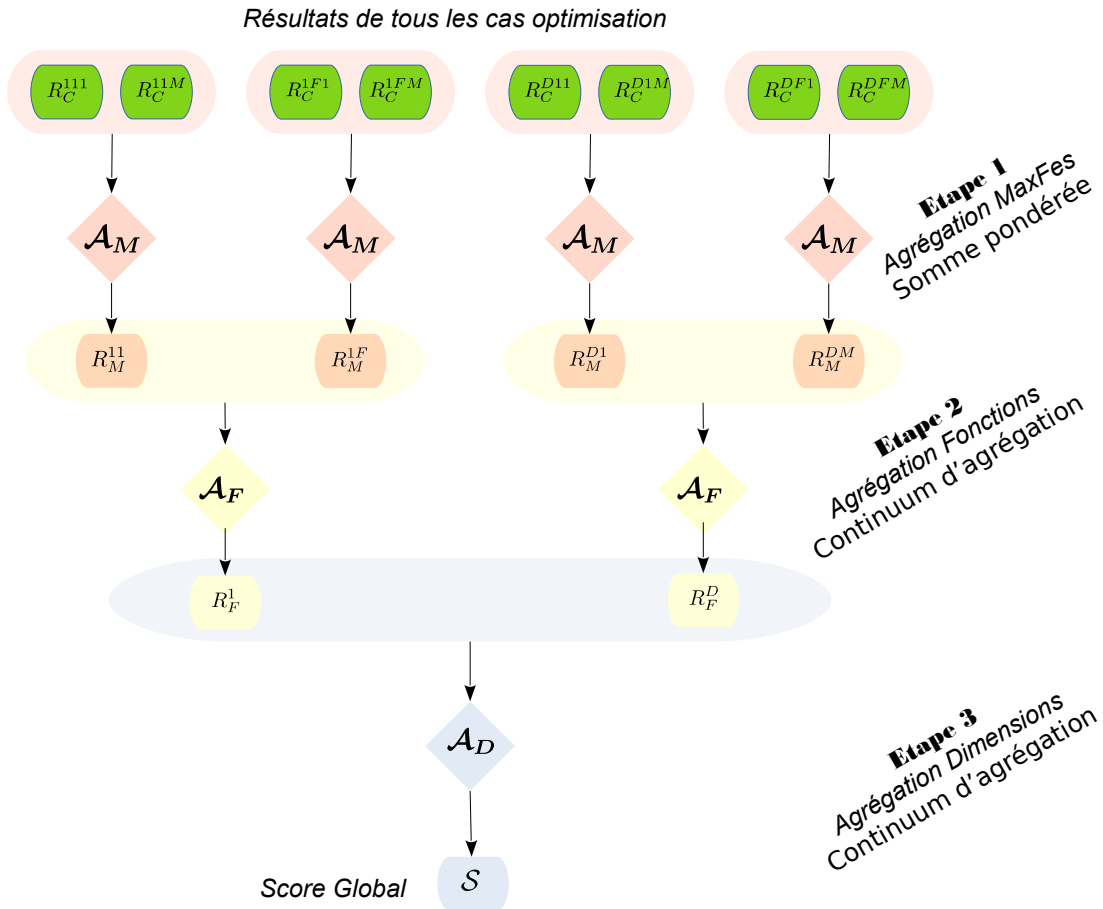 Résultats de tous les cas optimisation
R_C^{111} R_C^{11M} R_C^{1F1} R_C^{1FM} R_C^{D11} R_C^{D1M} R_C^{DF1} R_C^{DFM}
Etape 1
Agrégation MaxFes
Somme pondérée
A_M A_M A_M A_M
R_M^{11} R_M^{1F} R_M^{D1} R_M^{DM}
Etape 2
Agrégation Fonctions
Continuum d'agrégation
A_F A_F
R_F^1 R_F^D
Etape 3
Agrégation Dimensions
Continuum d'agrégation
A_D
Score Global S